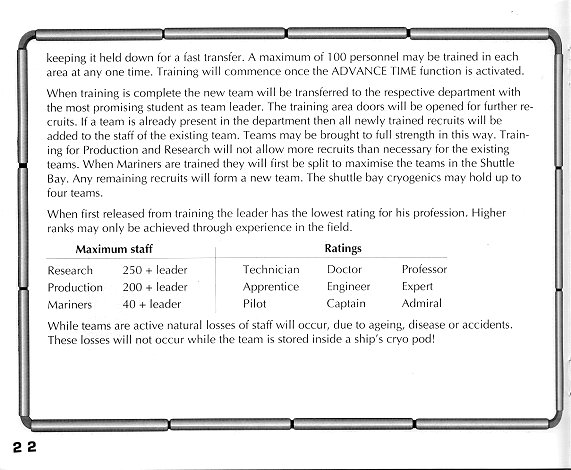 keeping it held down for a fast transfer. A maximum of 100 personnel may be trained in each
area at any one time. Training will commence once the ADVANCE TIME function is activated.
When training is complete the new team will be transferred to the respective department with
the most promising student as team leader. The training area doors will be opened for further re-
cruits. If a team is already present in the department then all newly trained recruits will be
added to the staff of the existing team. Teams may be brought to full strength in this way. Train-
ing for Production and Research will not allow more recruits than necessary for the existing
teams. When Mariners are trained they will first be split to maximise the teams in the Shuttle
Bay. Any remaining recruits will form a new team. The shuttle bay cryogenics may hold up to
four teams.
When first released from training the leader has the lowest rating for his profession. Higher
ranks may only be achieved through experience in the field.
Maximum staff Ratings
Research 250 + leader Technician Doctor Professor
Production 200 + leader Apprentice Engineer Expert
Mariners 40 + leader Pilot Captain Admiral
While teams are active natural losses of staff will occur, due to ageing, disease or accidents.
These losses will not occur while the team is stored inside a ship's cryo pod!
22